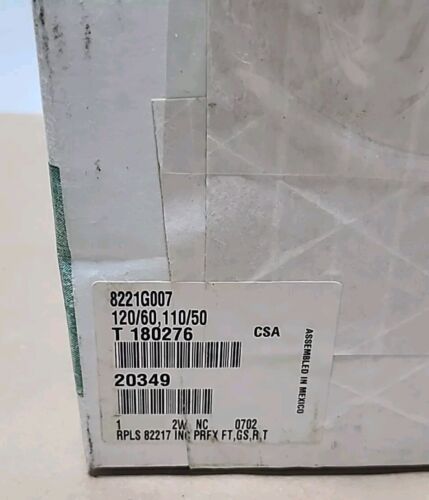 8221G007
120/60,110/50
T 180276 CSA
20349
1 2W NC 0702
RPLS 82217 INC PRFX FT,GS,R,T
ASSEMBLED IN MEXICO